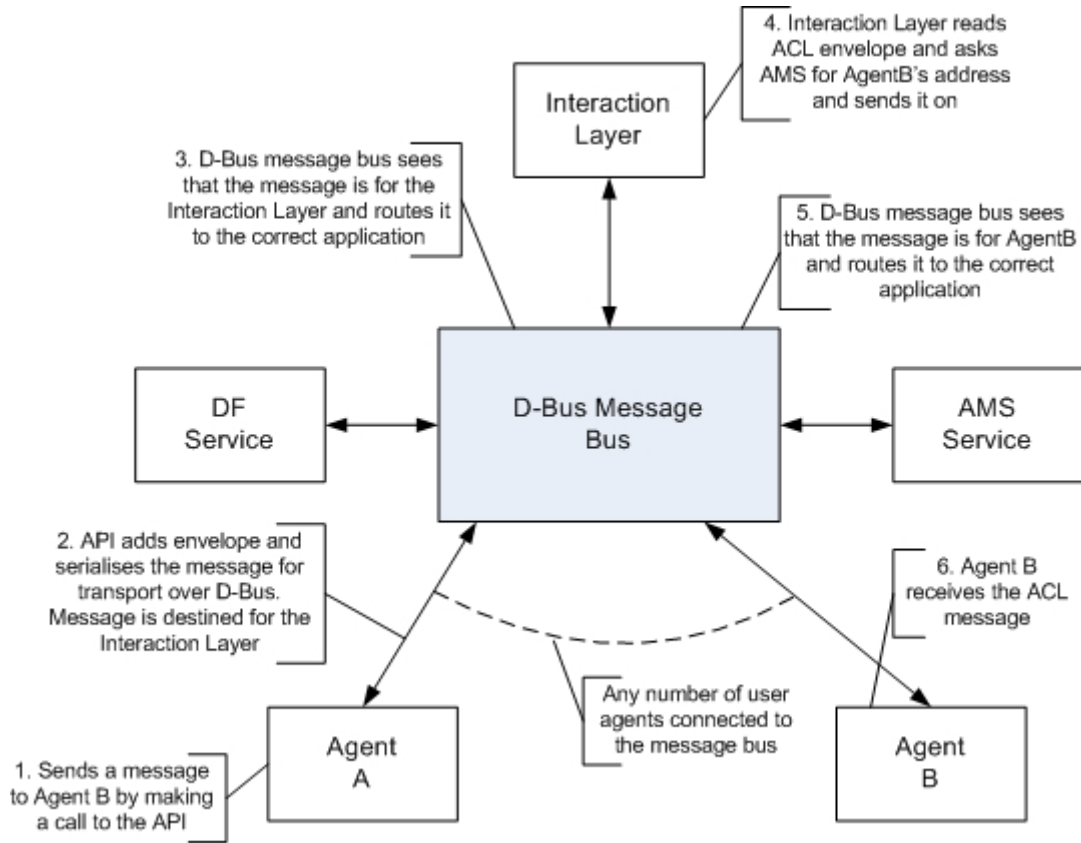 4. Interaction Layer reads
ACL envelope and asks
AMS for AgentB's address
and sends it on
Interaction
Layer
3. D-Bus message bus sees
that the message is for the
Interaction Layer and routes it
to the correct application
5. D-Bus message bus sees
that the message is for AgentB
and routes it to the correct
application
DF
Service
D-Bus Message
Bus
AMS
Service
2. API adds envelope and
serialises the message for
transport over D-Bus.
Message is destined for the
Interaction Layer
6. Agent B
receives the ACL
message
Any number of user
agents connected to
the message bus
Agent
A
Agent
B
1. Sends a message
to Agent B by making
a call to the API